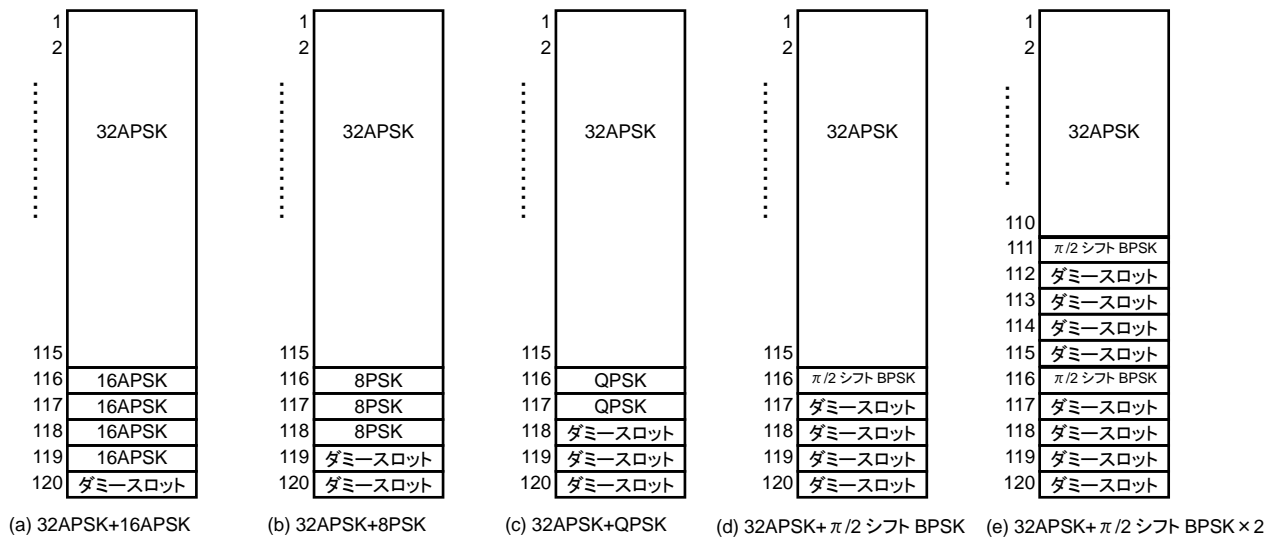 1
2
32APSK
115
116 16APSK
117 16APSK
118 16APSK
119 16APSK
120 ダミースロット
(a) 32APSK+16APSK
1
2
32APSK
115
116 8PSK
117 8PSK
118 8PSK
119 ダミースロット
120 ダミースロット
(b) 32APSK+8PSK
1
2
32APSK
115
116 QPSK
117 QPSK
118 ダミースロット
119 ダミースロット
120 ダミースロット
(c) 32APSK+QPSK
1
2
32APSK
115
116 π/2 シフト BPSK
117 ダミースロット
118 ダミースロット
119 ダミースロット
120 ダミースロット
(d) 32APSK+π/2 シフト BPSK
1
2
32APSK
110
111 π/2 シフト BPSK
112 ダミースロット
113 ダミースロット
114 ダミースロット
115 ダミースロット
116 π/2 シフト BPSK
117 ダミースロット
118 ダミースロット
119 ダミースロット
120 ダミースロット
(e) 32APSK+π/2 シフト BPSK×2